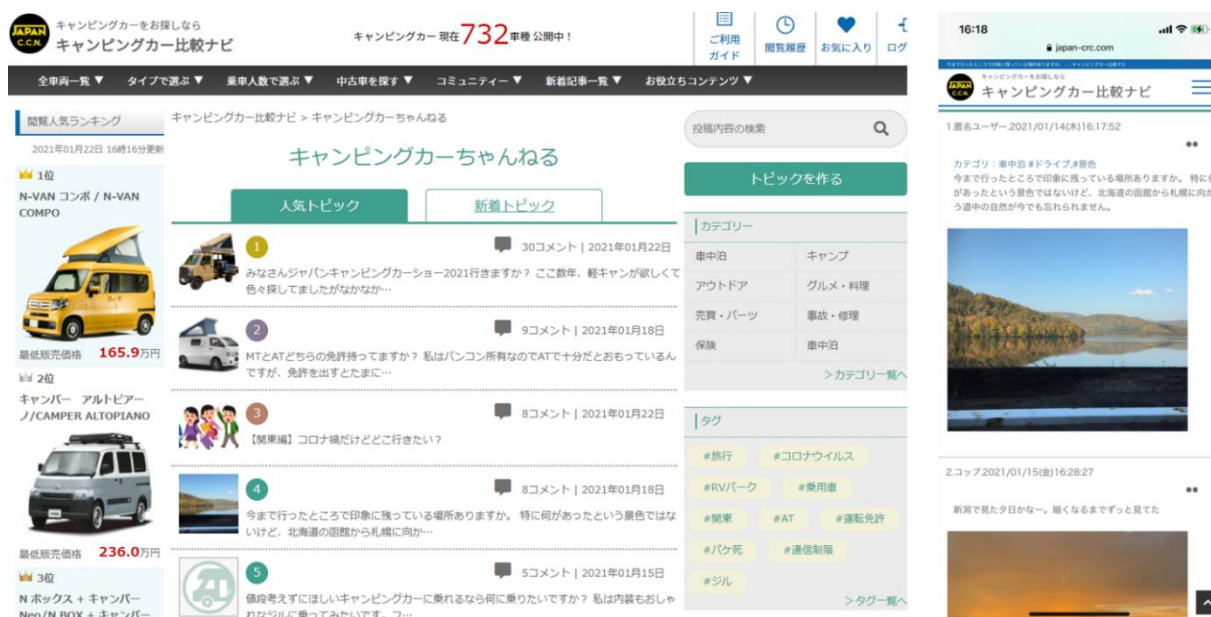 JAPAN
C.C.N.
キャンピングカーをお探しなら
キャンピングカー比較ナビ
キャンピングカー 現在732車種 公開中!
ご利用
ガイド
閲覧履歴
お気に入り
ログ
全車両一覧▼ タイプで選ぶ▼ 乗車人数で選ぶ▼ 中古車を探す▼ コミュニティー▼ 新着記事一覧▼ お役立ちコンテンツ▼
閲覧人気ランキング
2021年01月22日 16時16分更新
1位
N-VAN コンポ / N-VAN
COMPO
最低販売価格 165.9万円
2位
キャンパー アルトピアー
ノ/CAMPER ALTOPIANO
最低販売価格 236.0万円
3位
N ボックス + キャンパー
Neo/N BOX + キャンパー
キャンピングカー比較ナビ > キャンピングカーちゃんねる
キャンピングカーちゃんねる
人気トピック
新着トピック
1
30コメント | 2021年01月22日
みなさんジャパンキャンピングカーショー2021行きますか? ここ数年、軽キャンが欲しくて
色々探してましたがなかなか…
2
9コメント | 2021年01月18日
MTとATどちらの免許持ってますか? 私はバンコン所有なのでATで十分だとおもっているん
ですが、免許を出すとたまに…
3
8コメント | 2021年01月22日
【関東編】コロナ禍だけどどこ行きたい?
4
8コメント | 2021年01月18日
今まで行ったところで印象に残っている場所ありますか。 特に何があったという景色ではな
いけど、北海道の函館から札幌に向か…
5
5コメント | 2021年01月15日
値段考えずにほしいキャンピングカーに乗れるなら何に乗りたいですか? 私は内装もおしゃ
れなジルに乗ってみたいです。フ…
投稿内容の検索
トピックを作る
カテゴリー
車中泊 キャンプ
アウトドア グルメ・料理
売買・パーツ 事故・修理
保険 車中泊
>カテゴリ一覧へ
タグ
#旅行 #コロナウイルス
#RVパーク #乗用車
#関東 #AT #運転免許
#バケ死 #通信制限
#ジル
>タグ一覧へ
16:18
japan-crc.com
JAPAN
C.C.N.
キャンピングカーをお探しなら
キャンピングカー比較ナビ
1.匿名ユーザー.2021/01/14(木)16:17:52
カテゴリ:車中泊 #ドライブ,#景色
今まで行ったところで印象に残っている場所ありますか。 特に何
があったという景色ではないけど、北海道の函館から札幌に向か
う道中の自然が今でも忘れられません。
2.コップ.2021/01/15(金)16:28:27
新潟で見た夕日かなー。暗くなるまでずっと見てた